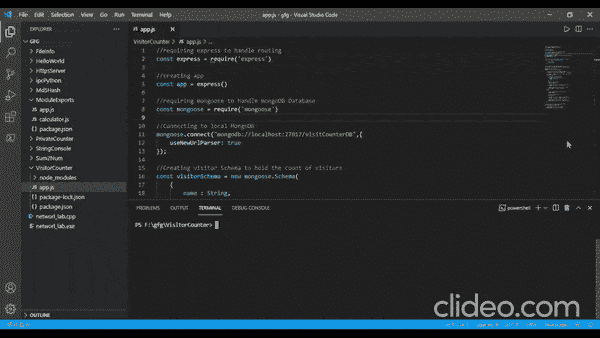 File Edit Selection View Go Run Terminal Help
app.js - gfg - Visual Studio Code
EXPLORER
GFG
FileInfo
HelloWorld
HttpServer
ipcPython
Md5Hash
ModuleExports
app.js
calculator.js
package.json
PrivateCounter
StringConsole
Sum2Num
VisitorCounter
node_modules
app.js
package-lock.json
package.json
networl_lab.cpp
networl_lab.exe
OUTLINE
app.js
VisitorCounter > app.js > ...
1 //requiring express to handle routing
2 const express = require('express')
3
4 //creating app
5 const app = express()
6
7 //requiring mongoose to handle mongoDB Database
8 const mongoose = require('mongoose')
9
10 //Connecting to local MongoDB
11 mongoose.connect("mongodb://localhost:27017/visitCounterDB",{
12 useNewUrlParser: true
13 });
14
15 //Creating visitor Schema to hold the count of visitors
16 const visitorSchema = new mongoose.Schema(
17 {
18 name : String,
PROBLEMS OUTPUT TERMINAL DEBUG CONSOLE
powershell
PS F:\gfg\VisitorCounter>
clideo.com